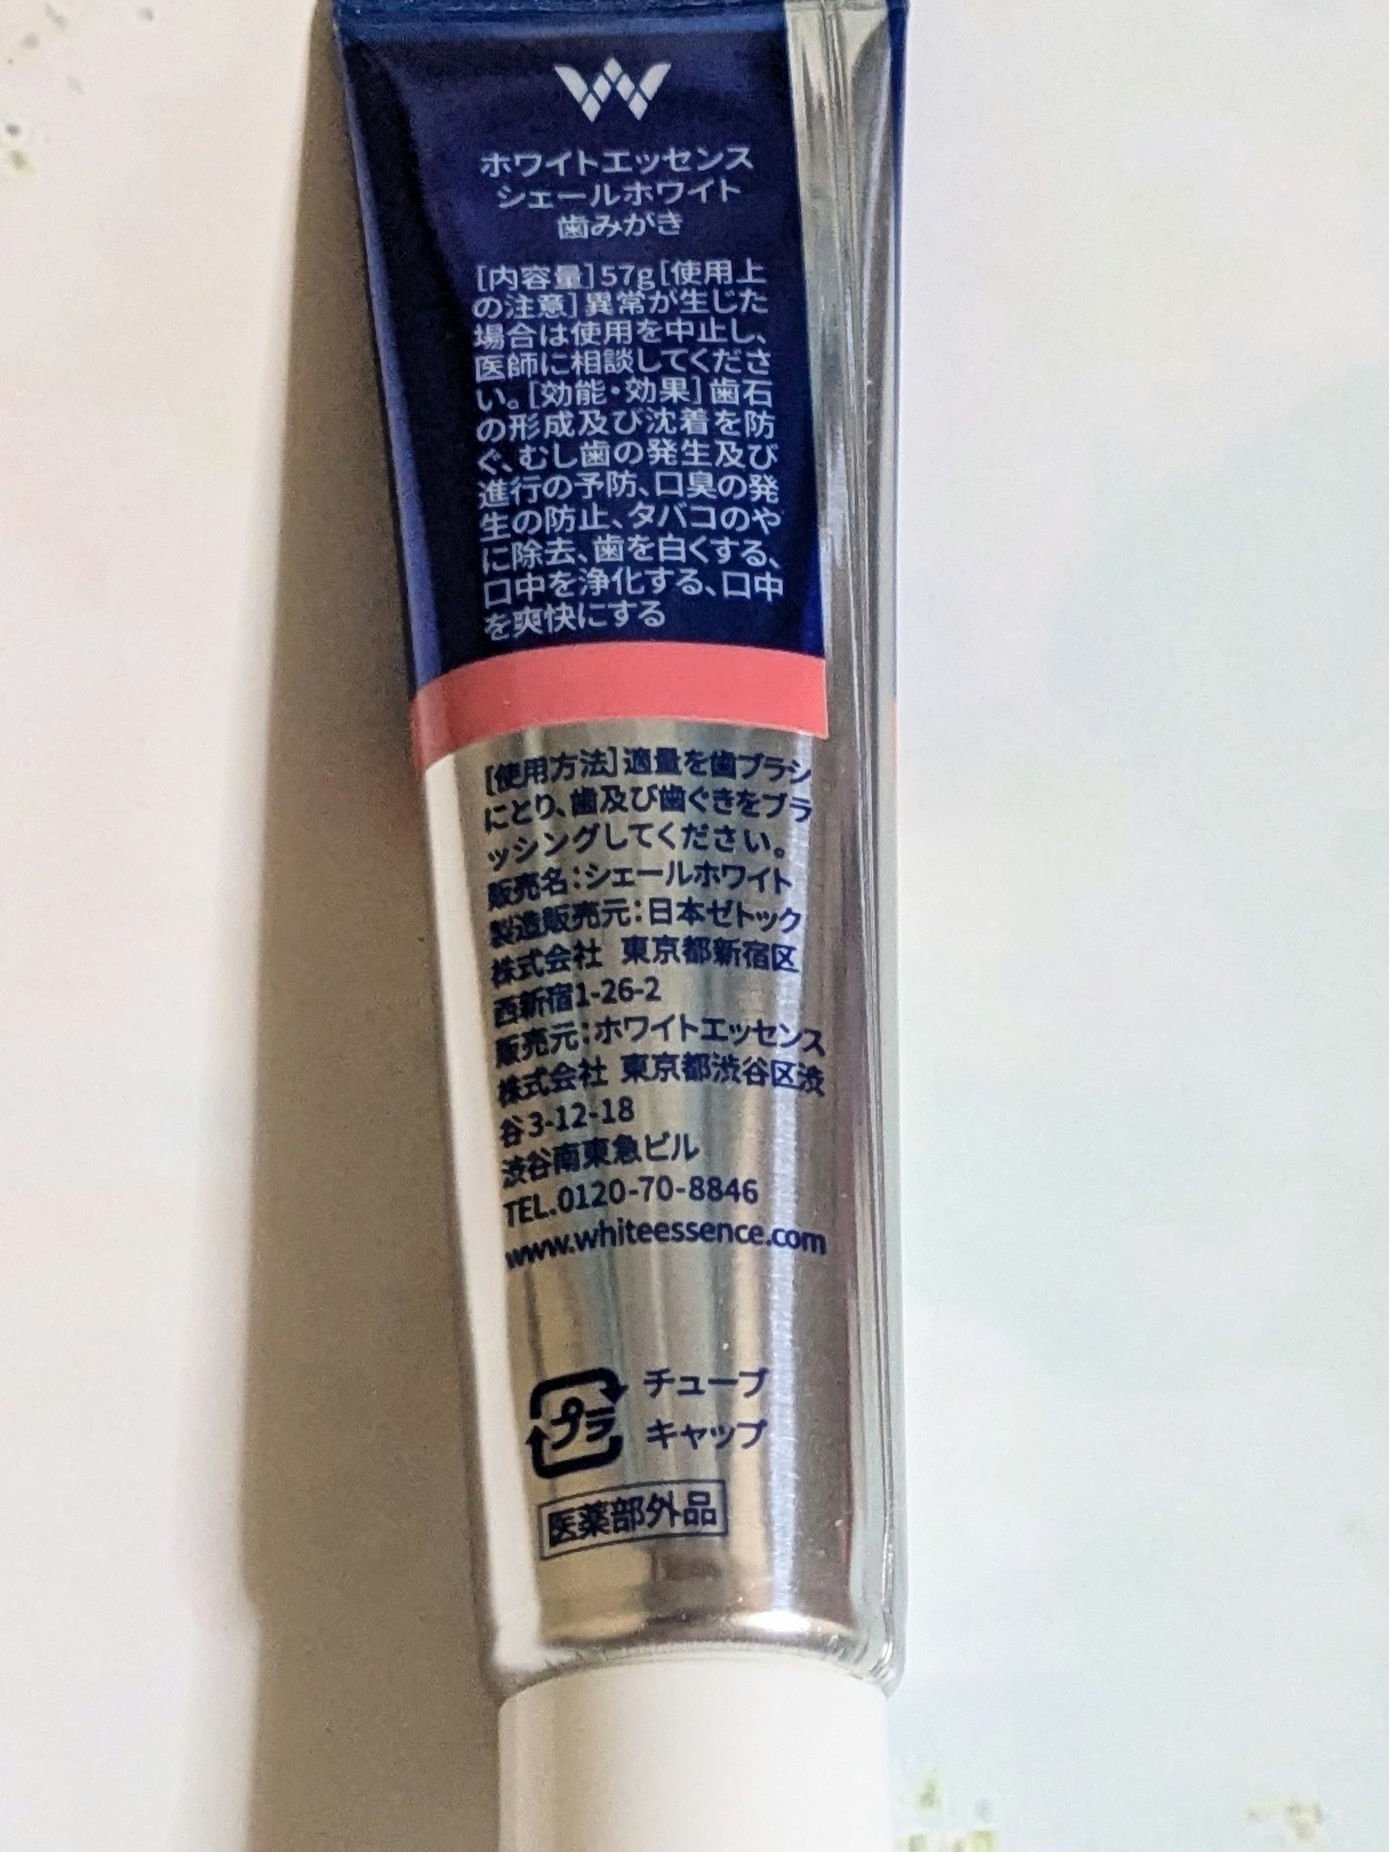 ホワイトエッセンス
シェールホワイト
歯みがき
[内容量]57g[使用上
の注意]異常が生じた
場合は使用を中止し、
医師に相談してくださ
い。[効能・効果]歯石
の形成及び沈着を防
ぐ、むし歯の発生及び
進行の予防、口臭の発
生の防止、タバコのや
に除去、歯を白くする、
口中を浄化する、口中
を爽快にする
[使用方法]適量を歯ブラシ
にとり、歯及び歯ぐきをブラ
ッシングしてください。
販売名:シェールホワイト
製造販売元:日本ゼトック
株式会社 東京都新宿区
西新宿1-26-2
販売元:ホワイトエッセンス
株式会社 東京都渋谷区渋
谷3-12-18
渋谷南東急ビル
TEL.0120-70-8846
www.whiteessence.com
プラ チューブ
キャップ
医薬部外品